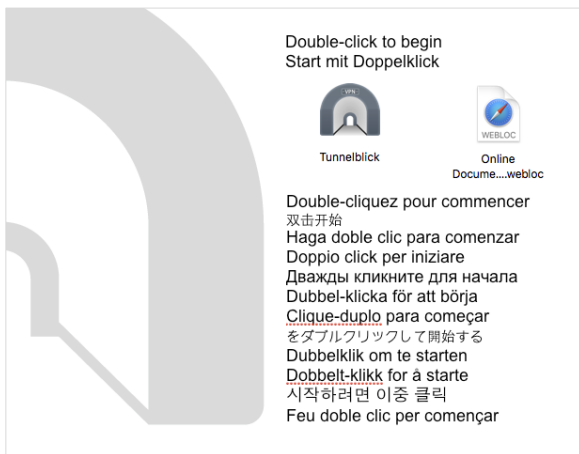 Double-click to begin
Start mit Doppelklick
VPN
WEBLOC
Tunnelblick
Online
Docume....webloc
Double-cliquez pour commencer
双击开始
Haga doble clic para comenzar
Doppio click per iniziare
Дважды кликните для начала
Dubbel-klicka för att börja
Clique-duplo para começar
をダブルクリックして開始する
Dubbelklik om te starten
Dobbelt-klikk for å starte
시작하려면 이중 클릭
Feu doble clic per començar